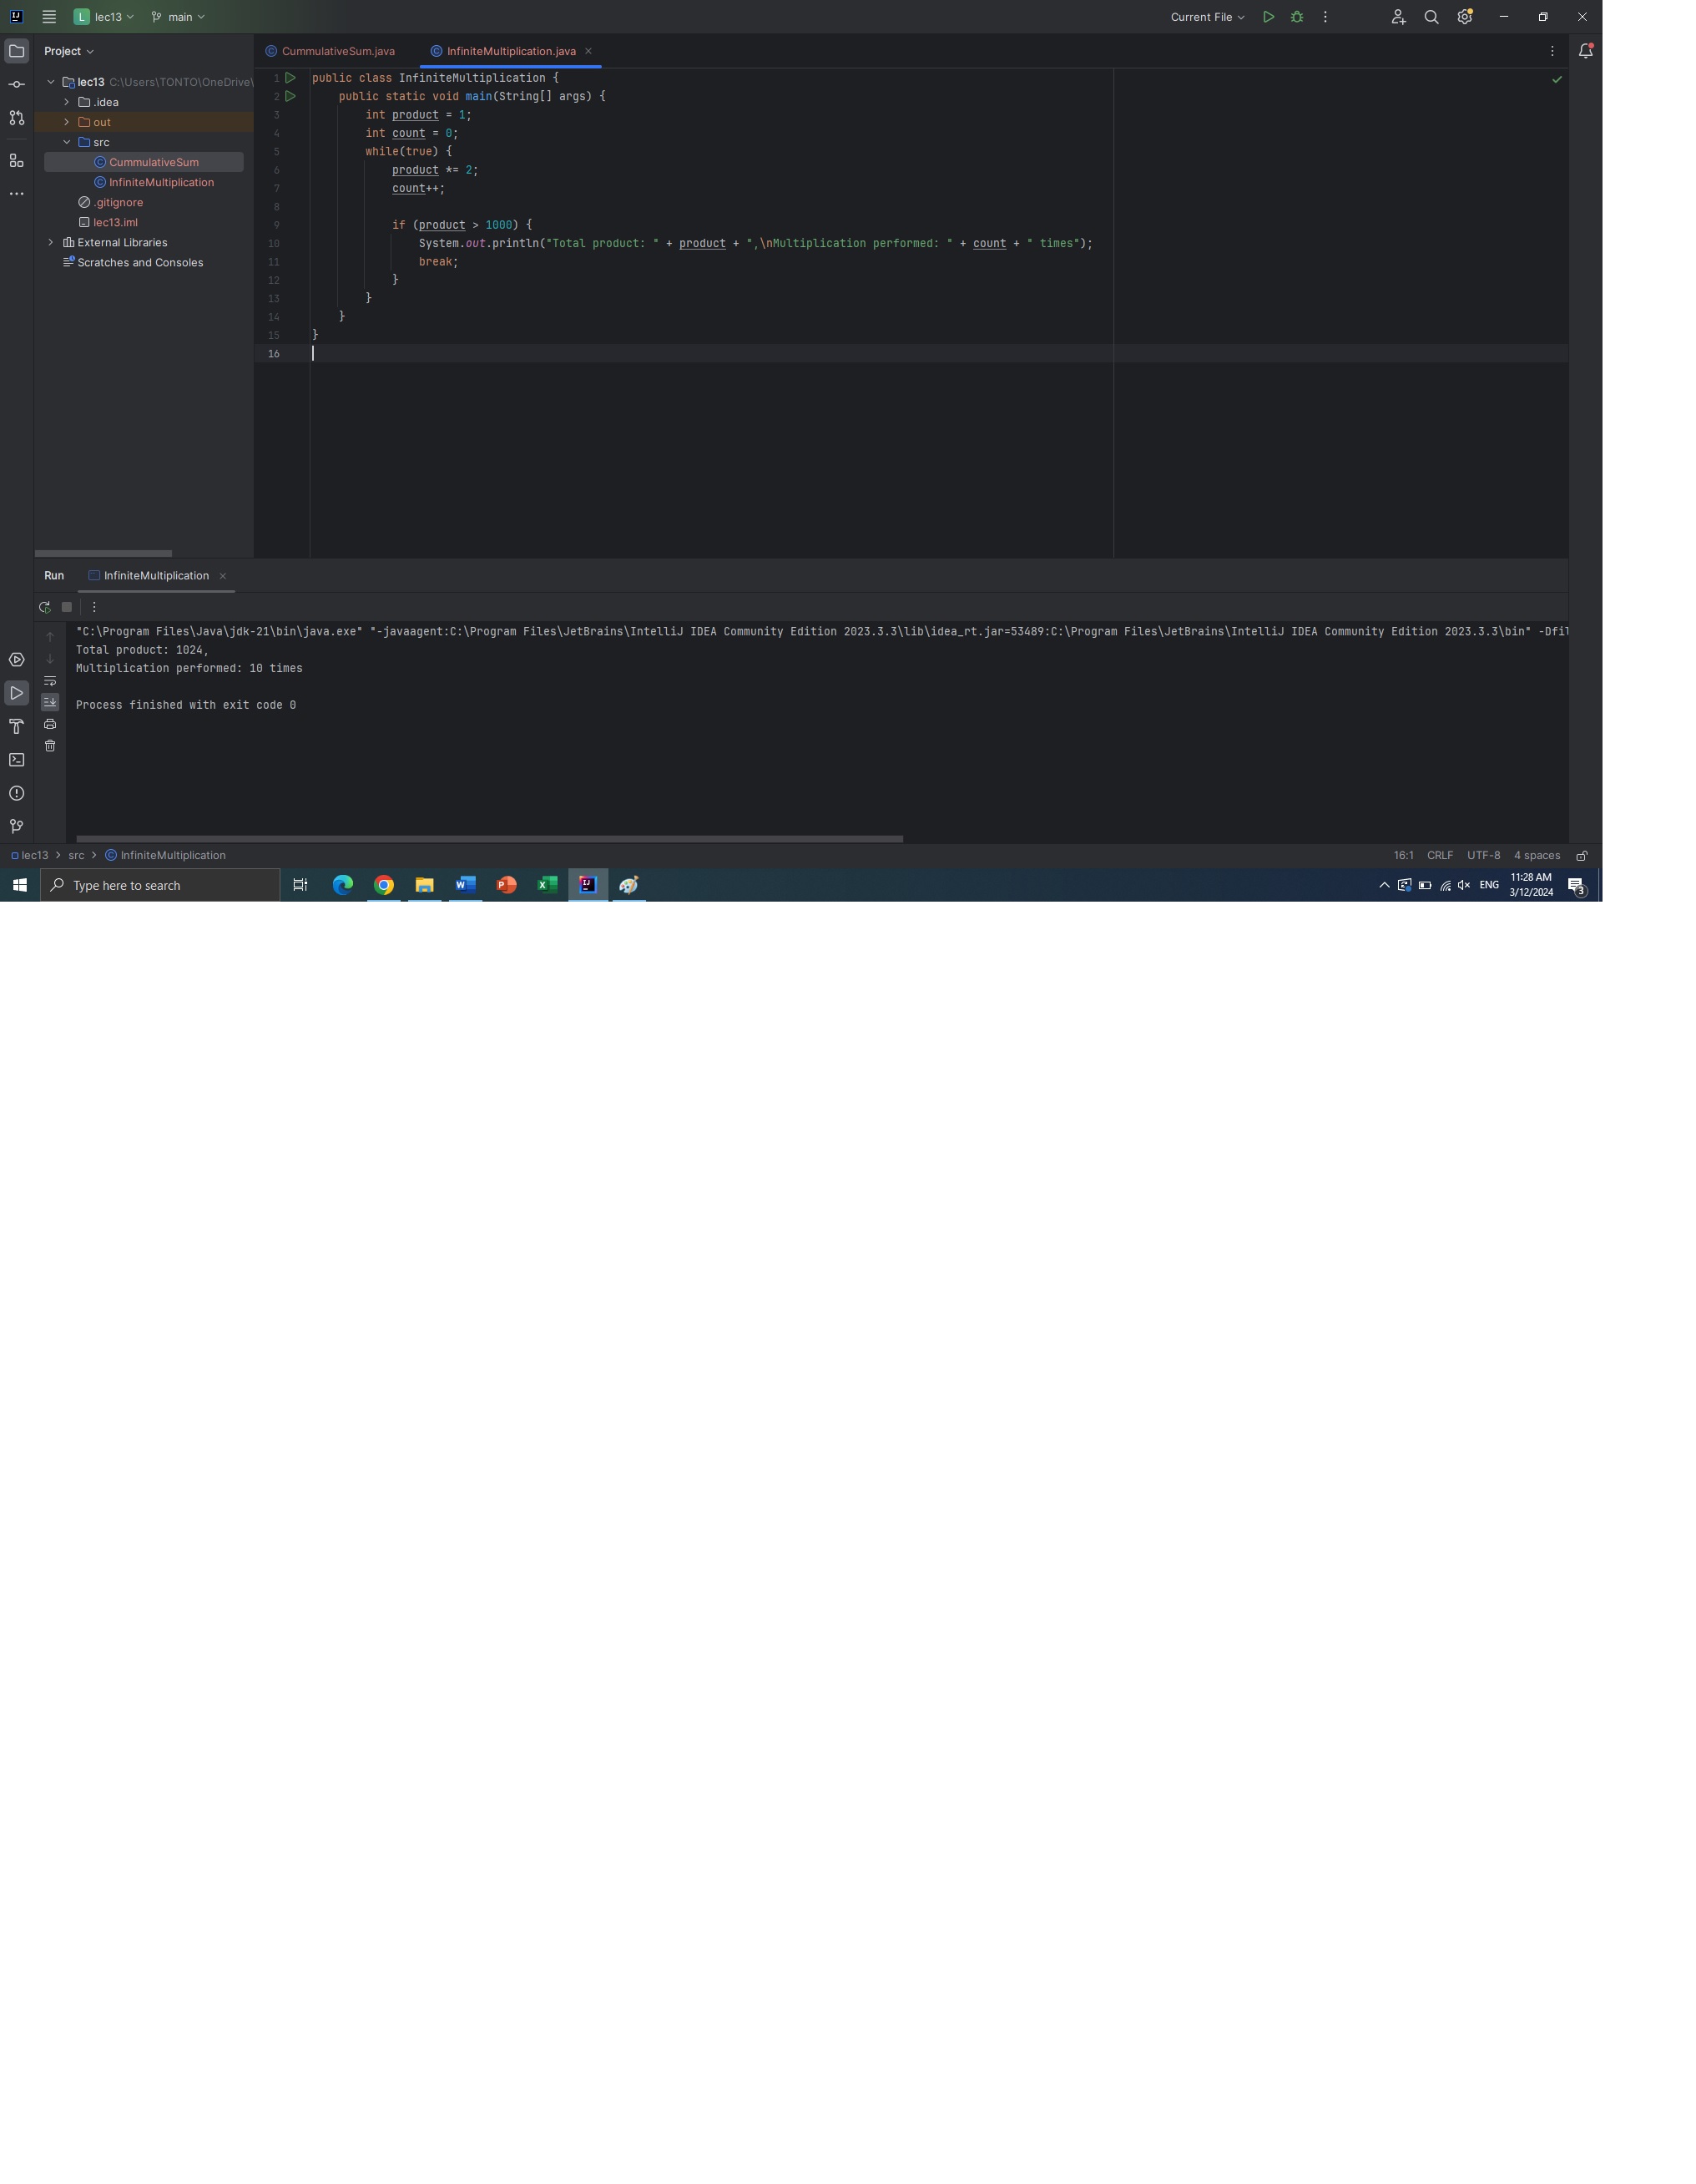 L lec13 main Current File
Project
CummulativeSum.java InfiniteMultiplication.java
lec13 C:\Users\TONTO\OneDrive\
.idea
out
src
CummulativeSum
InfiniteMultiplication
.gitignore
lec13.iml
External Libraries
Scratches and Consoles
1 public class InfiniteMultiplication {
2     public static void main(String[] args) {
3         int product = 1;
4         int count = 0;
5         while(true) {
6             product *= 2;
7             count++;
8
9             if (product > 1000) {
10                 System.out.println("Total product: " + product + ",\nMultiplication performed: " + count + " times");
11                 break;
12             }
13         }
14     }
15 }
16
Run InfiniteMultiplication
"C:\Program Files\Java\jdk-21\bin\java.exe" "-javaagent:C:\Program Files\JetBrains\IntelliJ IDEA Community Edition 2023.3.3\lib\idea_rt.jar=53489:C:\Program Files\JetBrains\IntelliJ IDEA Community Edition 2023.3.3\bin" -Dfil
Total product: 1024,
Multiplication performed: 10 times
Process finished with exit code 0
lec13 > src > InfiniteMultiplication 16:1 CRLF UTF-8 4 spaces
Type here to search ENG 11:28 AM
3/12/2024 3